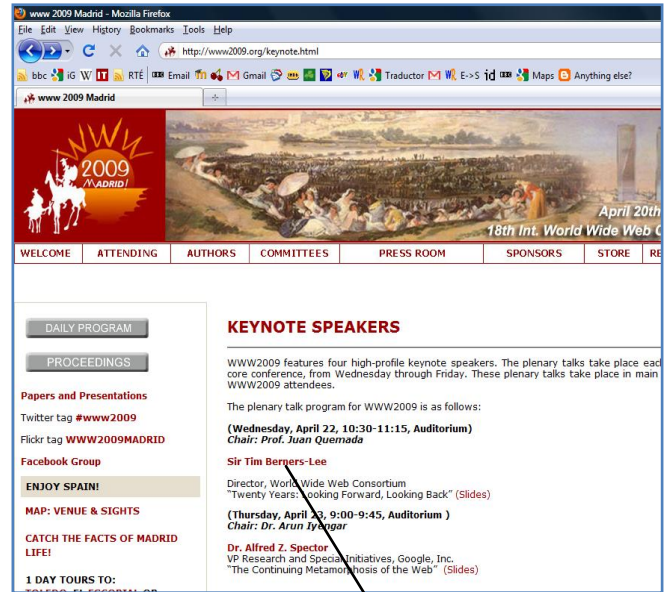 www 2009 Madrid - Mozilla Firefox
File Edit View History Bookmarks Tools Help
http://www2009.org/keynote.html
bbc iG W RTÉ Email Gmail Traductor E->S Maps Anything else?
www 2009 Madrid
WWW
2009
MADRID!
April 20th
18th Int. World Wide Web C
WELCOME ATTENDING AUTHORS COMMITTEES PRESS ROOM SPONSORS STORE RE
DAILY PROGRAM
PROCEEDINGS
Papers and Presentations
Twitter tag #www2009
Flickr tag WWW2009MADRID
Facebook Group
ENJOY SPAIN!
MAP: VENUE & SIGHTS
CATCH THE FACTS OF MADRID
LIFE!
1 DAY TOURS TO:
TOLEDO, EL ESCORIAL OR
KEYNOTE SPEAKERS
WWW2009 features four high-profile keynote speakers. The plenary talks take place each
core conference, from Wednesday through Friday. These plenary talks take place in main
WWW2009 attendees.
The plenary talk program for WWW2009 is as follows:
(Wednesday, April 22, 10:30-11:15, Auditorium)
Chair: Prof. Juan Quemada
Sir Tim Berners-Lee
Director, World Wide Web Consortium
"Twenty Years: Looking Forward, Looking Back" (Slides)
(Thursday, April 23, 9:00-9:45, Auditorium )
Chair: Dr. Arun Iyengar
Dr. Alfred Z. Spector
VP Research and Special Initiatives, Google, Inc.
"The Continuing Metamorphosis of the Web" (Slides)